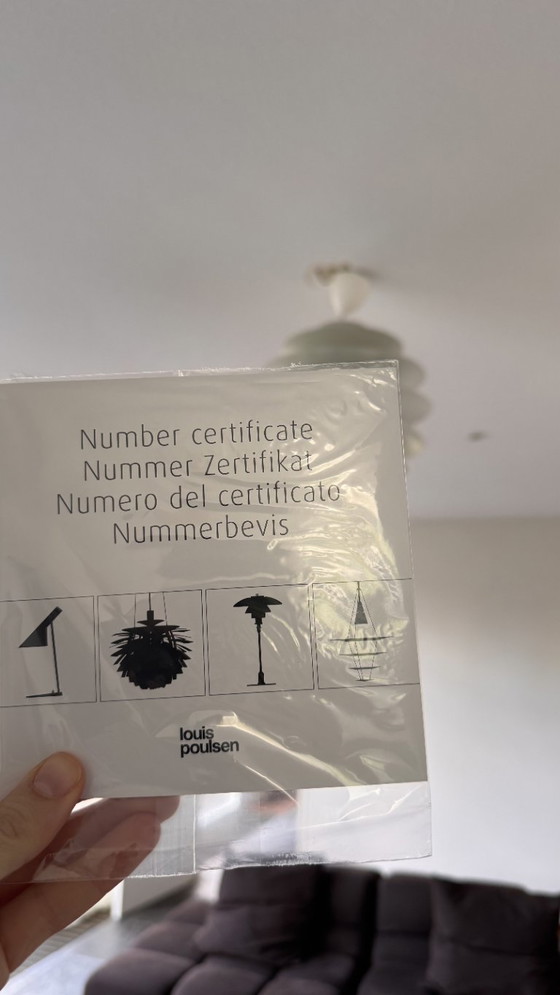 Number certificate
Nummer Zertifikat
Numero del certificato
Nummerbevis
louis
poulsen